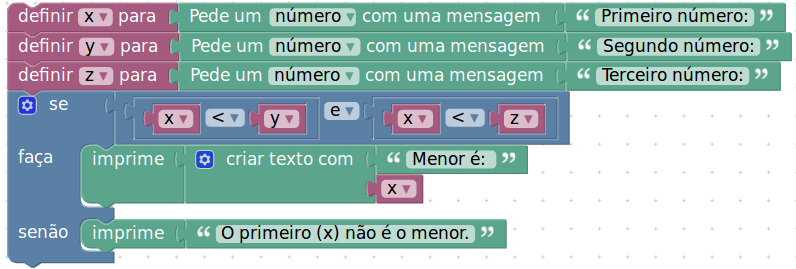 definir x para Pede um número com uma mensagem “ Primeiro número: ”
definir y para Pede um número com uma mensagem “ Segundo número: ”
definir z para Pede um número com uma mensagem “ Terceiro número: ”
se x < y e x < z
faça imprime criar texto com “ Menor é: ”
x
senão imprime “ O primeiro (x) não é o menor. ”